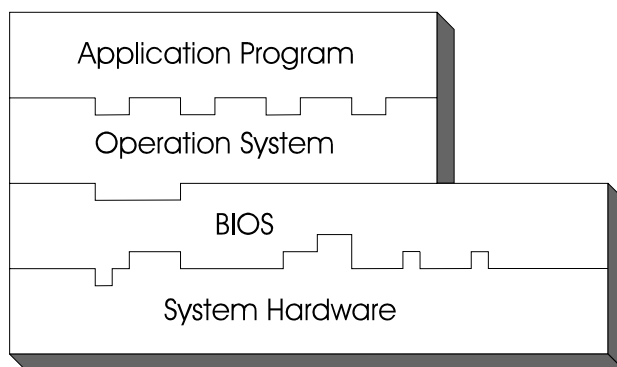 Application Program
Operation System
BIOS
System Hardware